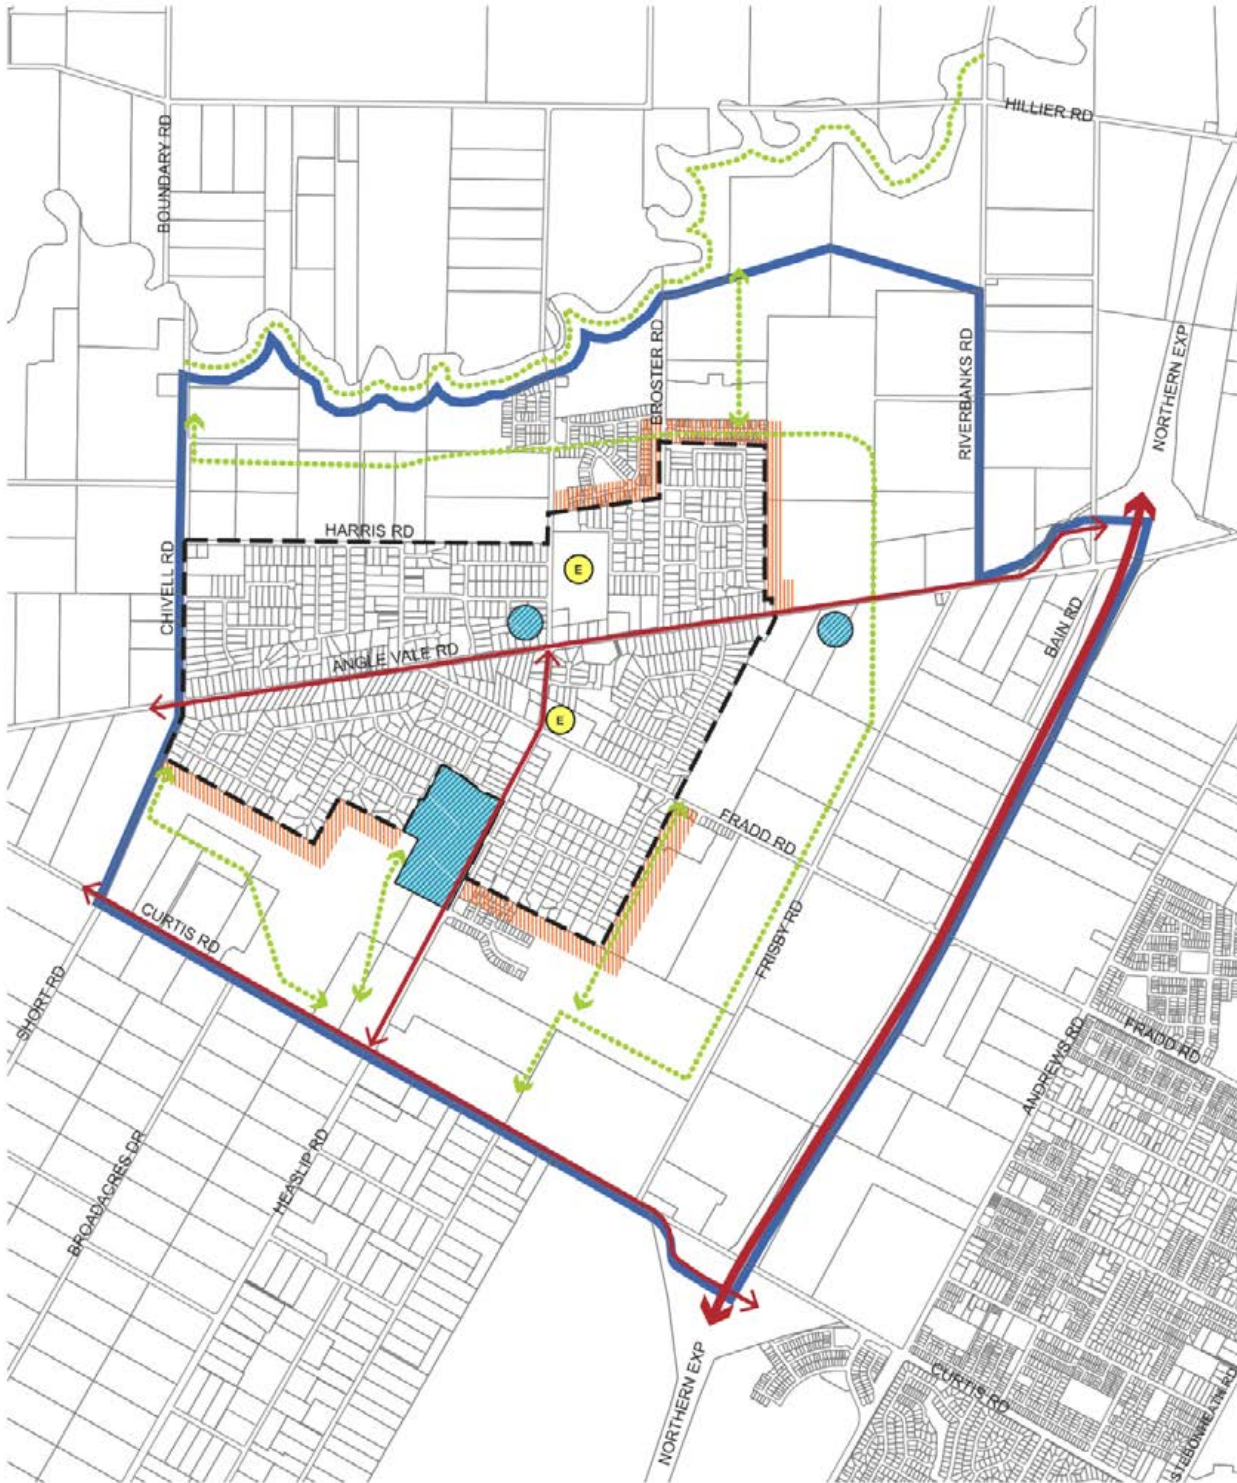 HILLIER RD
BOUNDARY RD
NORTHERN EXP
BROSTER RD
RIVERBANKS RD
HARRIS RD
CHIVELL RD
E
ANGLE VALE RD
BAIN RD
E
FRADD RD
CURTIS RD
FRISBY RD
SHORT RD
ANDREWS RD
FRADD RD
BROADACRES DR
HEASLIP RD
NORTHERN EXP
CURTIS RD
STEBONHEATH RD